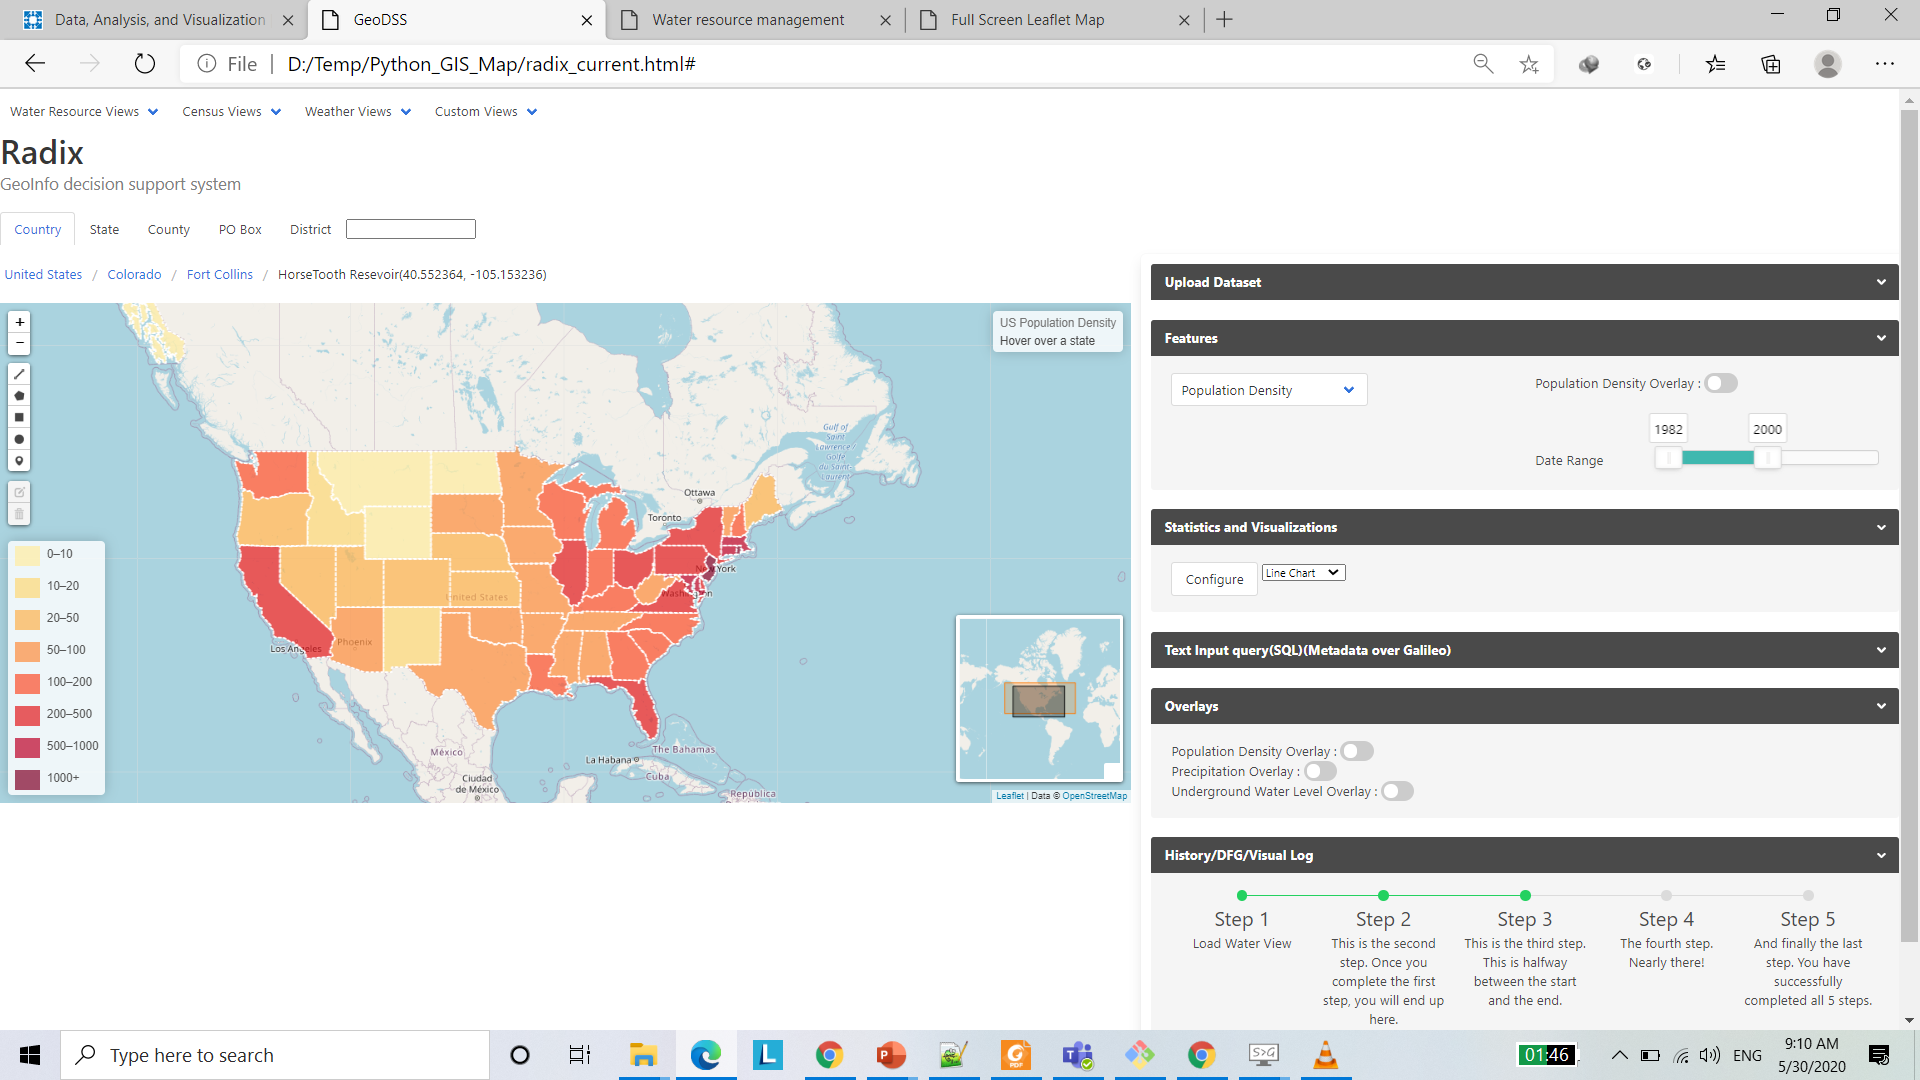 Data, Analysis, and Visualization
GeoDSS
Water resource management
Full Screen Leaflet Map
File
D:/Temp/Python_GIS_Map/radix_current.html#
Water Resource Views
Census Views
Weather Views
Custom Views
Radix
GeoInfo decision support system
Country
State
County
PO Box
District
United States / Colorado / Fort Collins / HorseTooth Resevoir(40.552364, -105.153236)
+
−
US Population Density
Hover over a state
Gulf of
Saint
Lawrence /
Golfe
du Saint-
Laurent
Ottawa
Toronto
New York
Washington
United States
Phoenix
Los Angeles
México
Ciudad
de México
La Habana
Cuba
The Bahamas
República
0–10
10–20
20–50
50–100
100–200
200–500
500–1000
1000+
Leaflet | Data © OpenStreetMap
Upload Dataset
Features
Population Density
Population Density Overlay :
1982
2000
Date Range
Statistics and Visualizations
Configure
Line Chart
Text Input query(SQL)(Metadata over Galileo)
Overlays
Population Density Overlay :
Precipitation Overlay :
Underground Water Level Overlay :
History/DFG/Visual Log
Step 1
Load Water View
Step 2
This is the second
step. Once you
complete the first
step, you will end up
here.
Step 3
This is the third step.
This is halfway
between the start
and the end.
Step 4
The fourth step.
Nearly there!
Step 5
And finally the last
step. You have
successfully
completed all 5 steps.
Type here to search
L
P
PDF
S>G
01:46
ENG
9:10 AM
5/30/2020